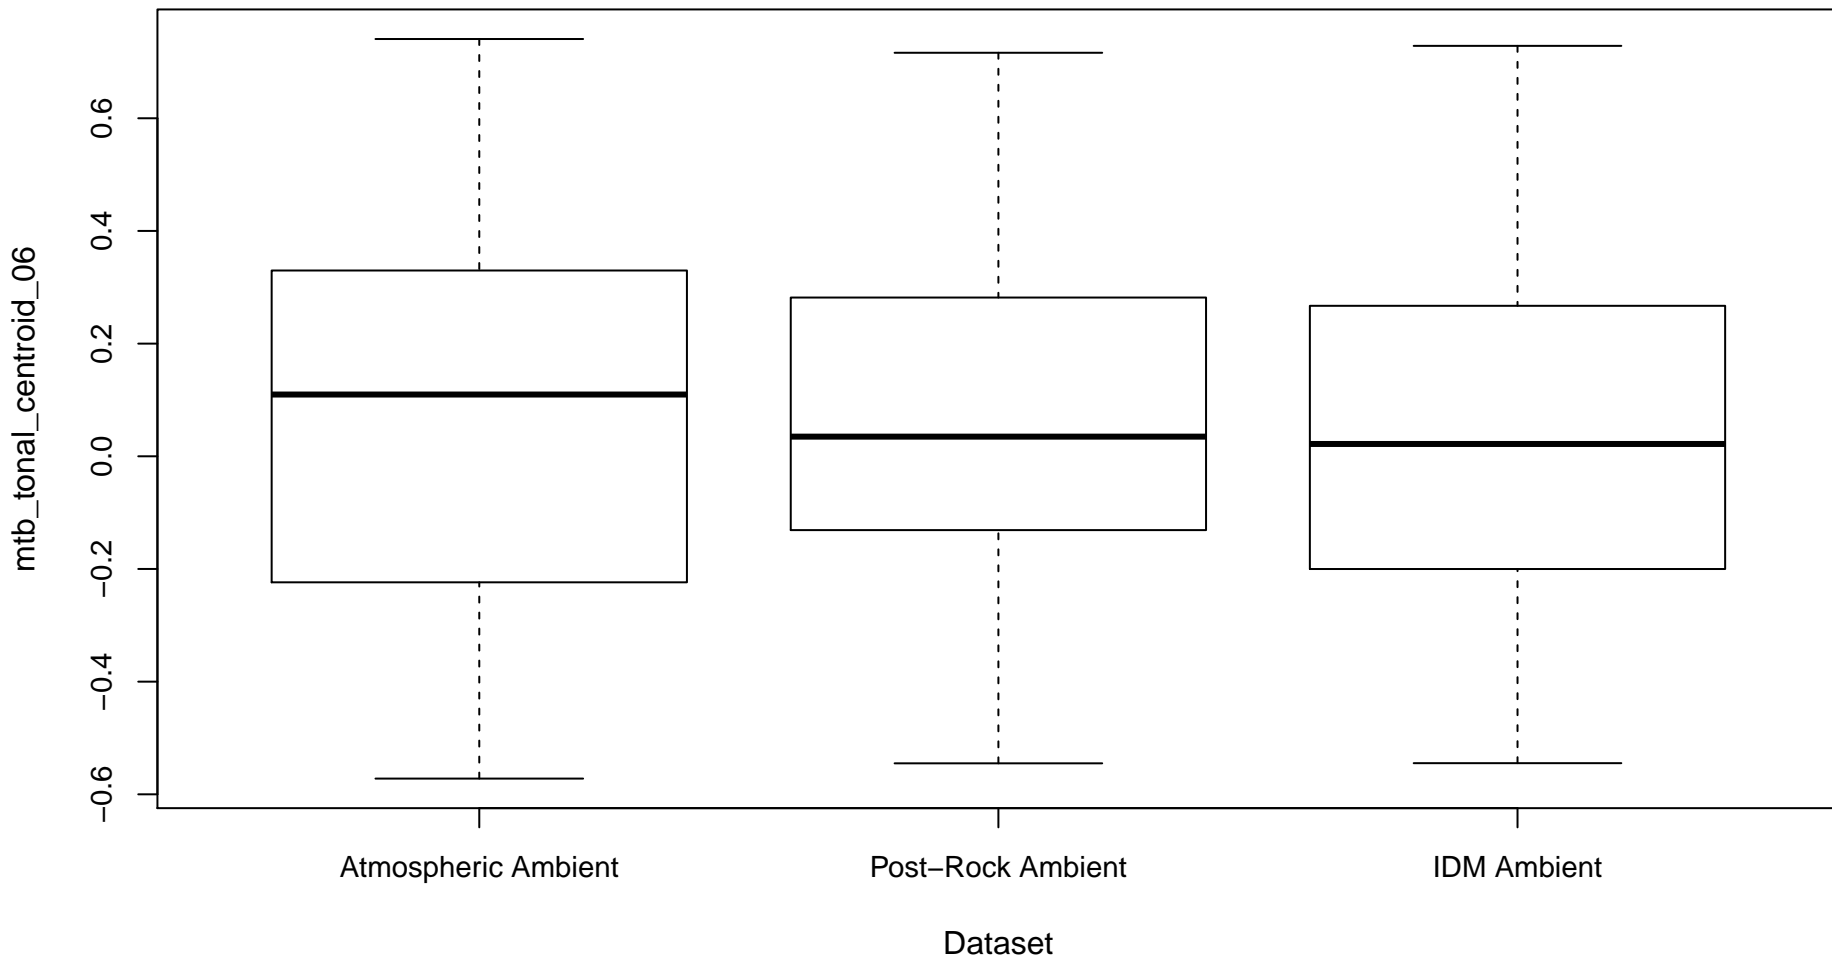 mtb_tonal_centroid_06
0.6
0.4
0.2
0.0
−0.2
−0.4
−0.6
Atmospheric Ambient
Post−Rock Ambient
IDM Ambient
Dataset